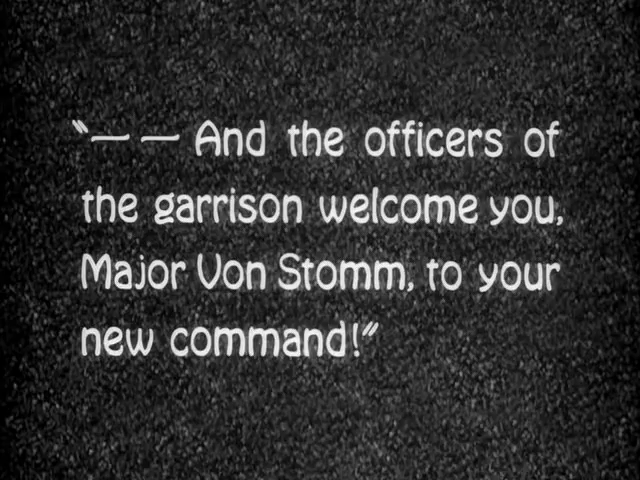 "— — And the officers of
the garrison welcome you,
Major Von Stomm, to your
new command!"